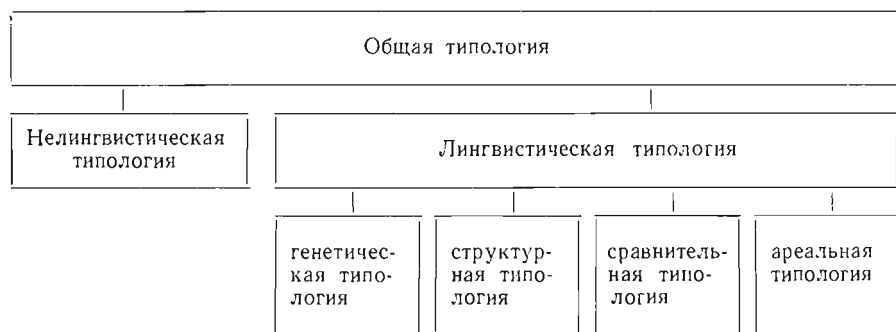 Общая типология
Нелингвистическая
типология
Лингвистическая типология
генетичес-
кая типо-
логия
структур-
ная типо-
логия
сравнитель-
ная типо-
логия
ареальная
типология